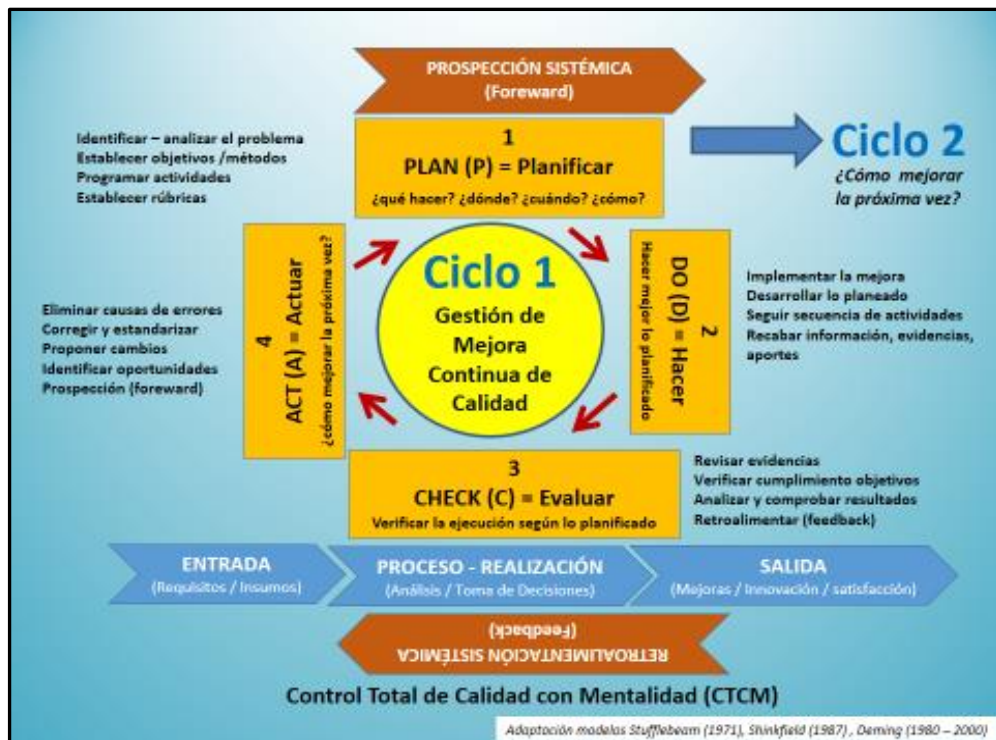 PROSPECCIÓN SISTÉMICA
(Foreward)
1
PLAN (P) = Planificar
¿qué hacer? ¿dónde? ¿cuándo? ¿cómo?
Identificar – analizar el problema
Establecer objetivos /métodos
Programar actividades
Establecer rúbricas
Ciclo 2
¿Cómo mejorar
la próxima vez?
Ciclo 1
Gestión de
Mejora
Continua de
Calidad
2
DO (D) = Hacer
Hacer mejor lo planificado
Implementar la mejora
Desarrollar lo planeado
Seguir secuencia de actividades
Recabar información, evidencias,
aportes
3
CHECK (C) = Evaluar
Verificar la ejecución según lo planificado
Revisar evidencias
Verificar cumplimiento objetivos
Analizar y comprobar resultados
Retroalimentar (feedback)
4
ACT (A) = Actuar
¿cómo mejorar la próxima vez?
Eliminar causas de errores
Corregir y estandarizar
Proponer cambios
Identificar oportunidades
Prospección (foreward)
ENTRADA
(Requisitos / Insumos)
PROCESO - REALIZACIÓN
(Análisis / Toma de Decisiones)
SALIDA
(Mejoras / Innovación / satisfacción)
RETROALIMENTACIÓN SISTÉMSICA
(Feedback)
Control Total de Calidad con Mentalidad (CTCM)
Adaptación modelos Stufflebeam (1971), Shinkfield (1987) , Deming (1980 – 2000)